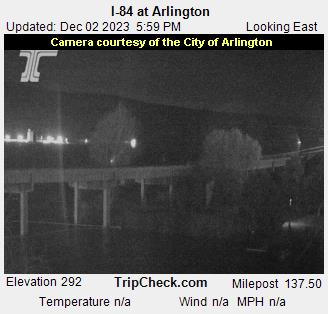 I-84 at Arlington
Updated: Dec 02 2023 5:59 PM Looking East
Camera courtesy of the City of Arlington
Elevation 292 TripCheck.com Milepost 137.50
Temperature n/a Wind n/a MPH n/a